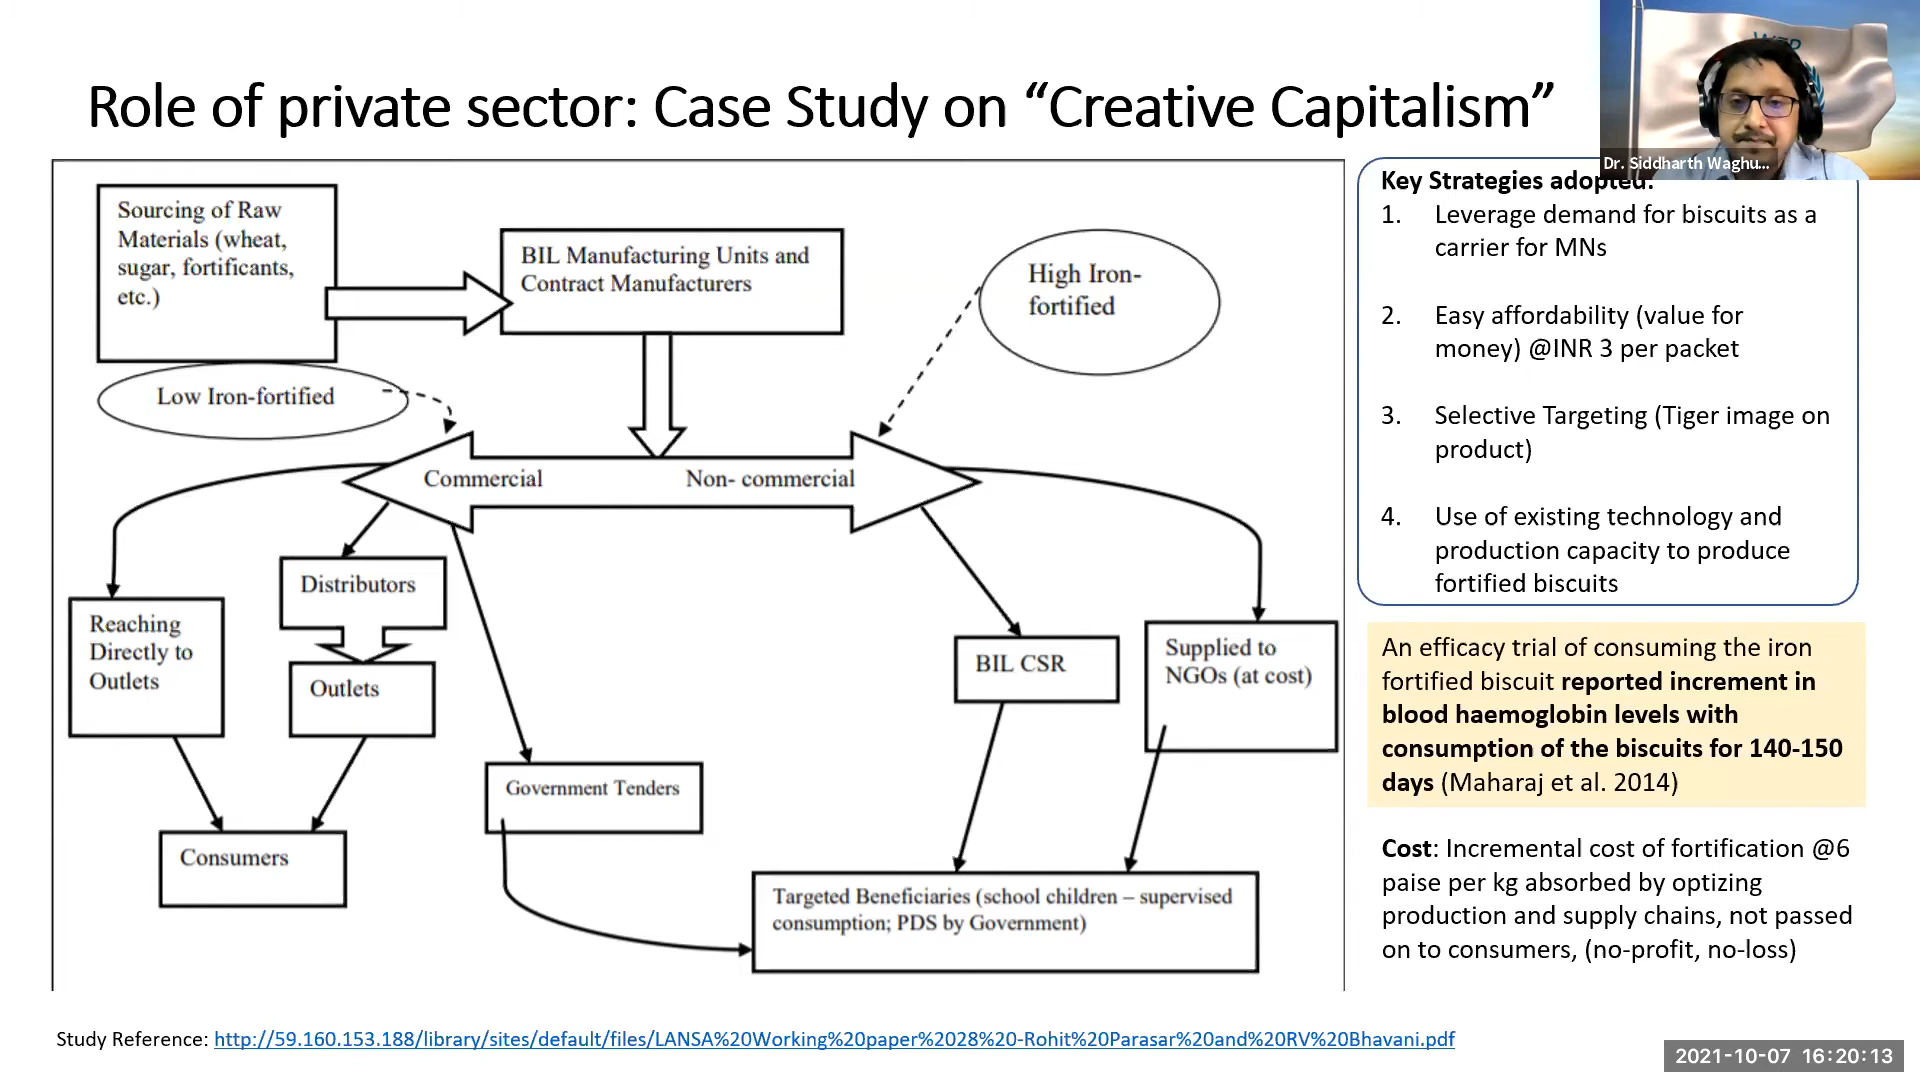 Role of private sector: Case Study on “Creative Capitalism”
WFP
Dr. Siddharth Waghu...
Sourcing of Raw
Materials (wheat,
sugar, fortificants,
etc.)
BIL Manufacturing Units and
Contract Manufacturers
High Iron-
fortified
Low Iron-fortified
Commercial
Non- commercial
Reaching
Directly to
Outlets
Distributors
Outlets
Consumers
Government Tenders
BIL CSR
Supplied to
NGOs (at cost)
Targeted Beneficiaries (school children – supervised
consumption; PDS by Government)
Key Strategies adopted:
1. Leverage demand for biscuits as a
carrier for MNs
2. Easy affordability (value for
money) @INR 3 per packet
3. Selective Targeting (Tiger image on
product)
4. Use of existing technology and
production capacity to produce
fortified biscuits
An efficacy trial of consuming the iron
fortified biscuit reported increment in
blood haemoglobin levels with
consumption of the biscuits for 140-150
days (Maharaj et al. 2014)
Cost: Incremental cost of fortification @6
paise per kg absorbed by optizing
production and supply chains, not passed
on to consumers, (no-profit, no-loss)
Study Reference: http://59.160.153.188/library/sites/default/files/LANSA%20Working%20paper%2028%20-Rohit%20Parasar%20and%20RV%20Bhavani.pdf
2021-10-07 16:20:13